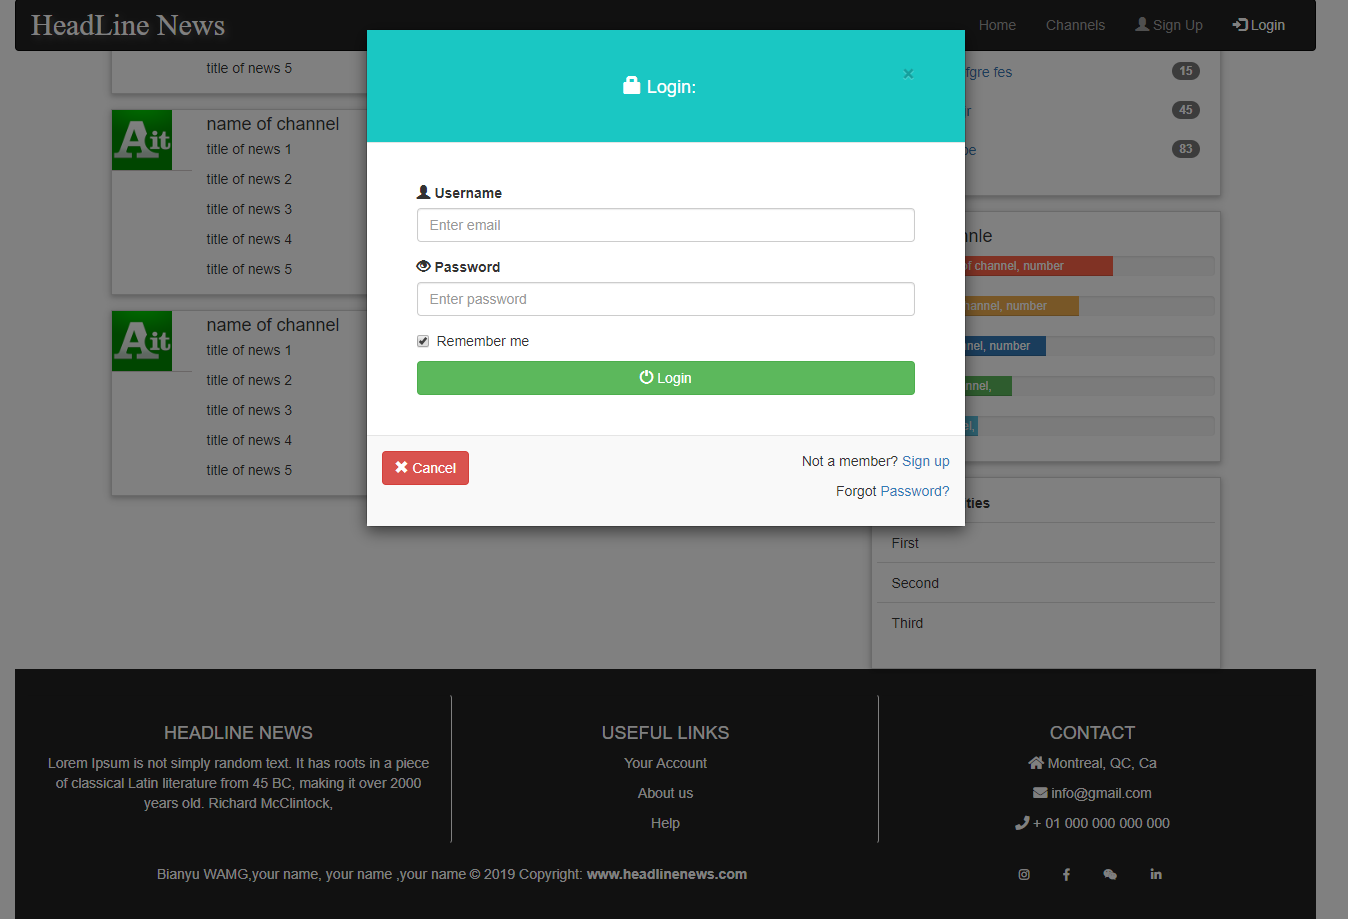 HeadLine News
Home
Channels
Sign Up
Login
title of news 5
Ait
name of channel
title of news 1
title of news 2
title of news 3
title of news 4
title of news 5
Ait
name of channel
title of news 1
title of news 2
title of news 3
title of news 4
title of news 5
Login:
×
Username
Enter email
Password
Enter password
Remember me
Login
Cancel
Not a member? Sign up
Forgot Password?
fgre fes
15
45
83
channel, number
channel, number
number
First
Second
Third
HEADLINE NEWS
Lorem Ipsum is not simply random text. It has roots in a piece
of classical Latin literature from 45 BC, making it over 2000
years old. Richard McClintock,
USEFUL LINKS
Your Account
About us
Help
CONTACT
Montreal, QC, Ca
info@gmail.com
+ 01 000 000 000 000
Bianyu WAMG,your name, your name ,your name © 2019 Copyright: www.headlinenews.com